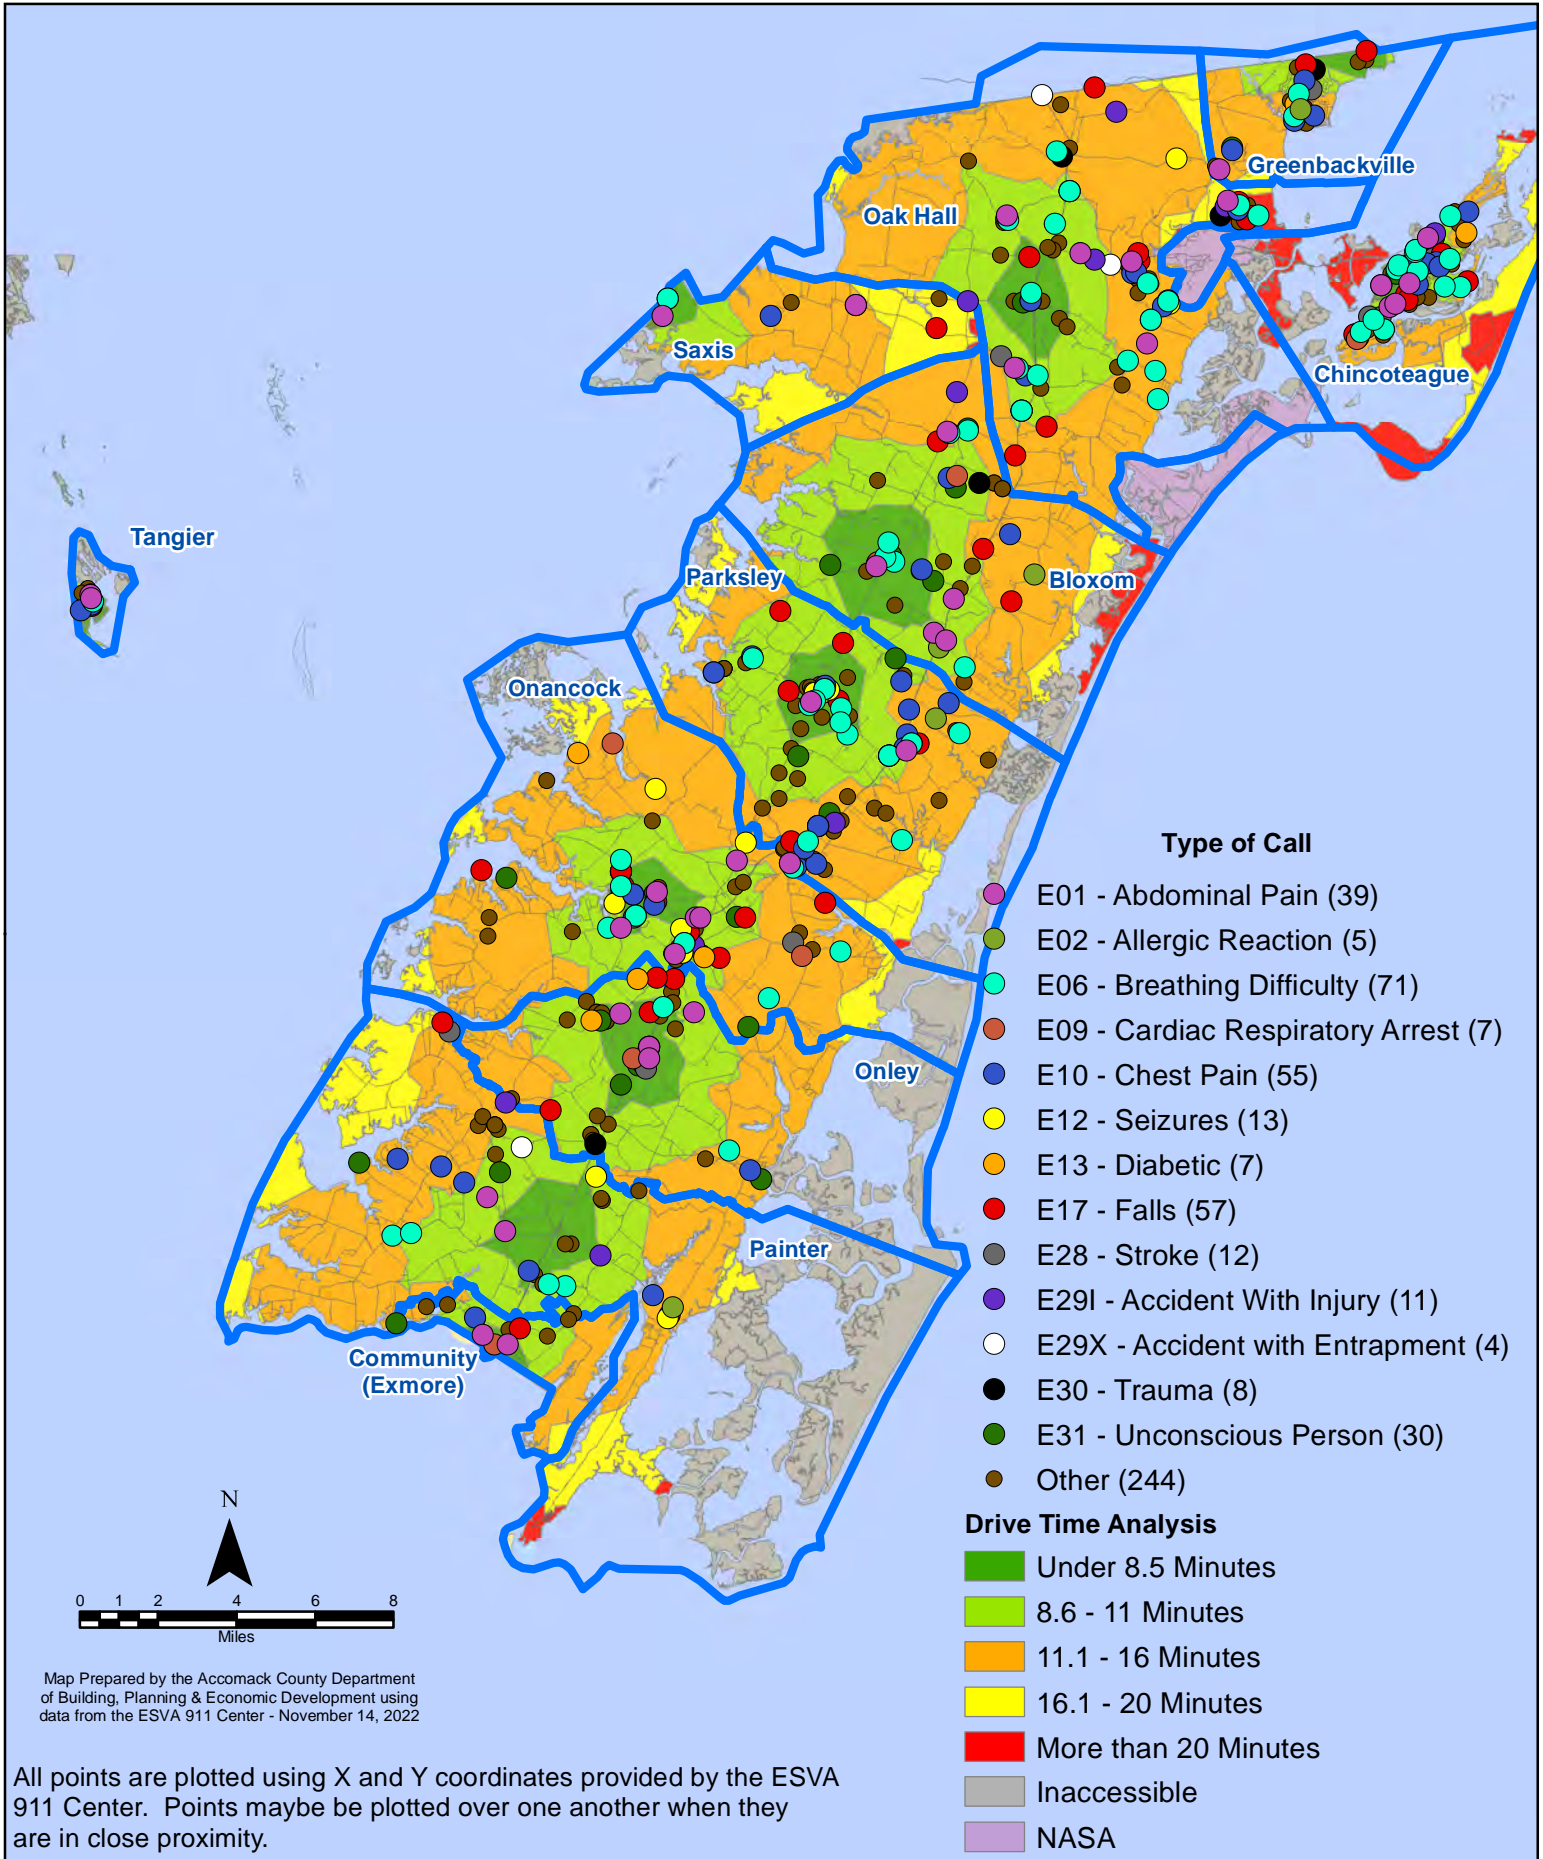 Greenbackville
Oak Hall
Saxis
Chincoteague
Tangier
Parksley
Bloxom
Onancock
Onley
Painter
Community
(Exmore)
Type of Call
E01 - Abdominal Pain (39)
E02 - Allergic Reaction (5)
E06 - Breathing Difficulty (71)
E09 - Cardiac Respiratory Arrest (7)
E10 - Chest Pain (55)
E12 - Seizures (13)
E13 - Diabetic (7)
E17 - Falls (57)
E28 - Stroke (12)
E29I - Accident With Injury (11)
E29X - Accident with Entrapment (4)
E30 - Trauma (8)
E31 - Unconscious Person (30)
Other (244)
Drive Time Analysis
Under 8.5 Minutes
8.6 - 11 Minutes
11.1 - 16 Minutes
16.1 - 20 Minutes
More than 20 Minutes
Inaccessible
NASA
N
0 1 2 4 6 8
Miles
Map Prepared by the Accomack County Department
of Building, Planning & Economic Development using
data from the ESVA 911 Center - November 14, 2022
All points are plotted using X and Y coordinates provided by the ESVA
911 Center. Points maybe be plotted over one another when they
are in close proximity.